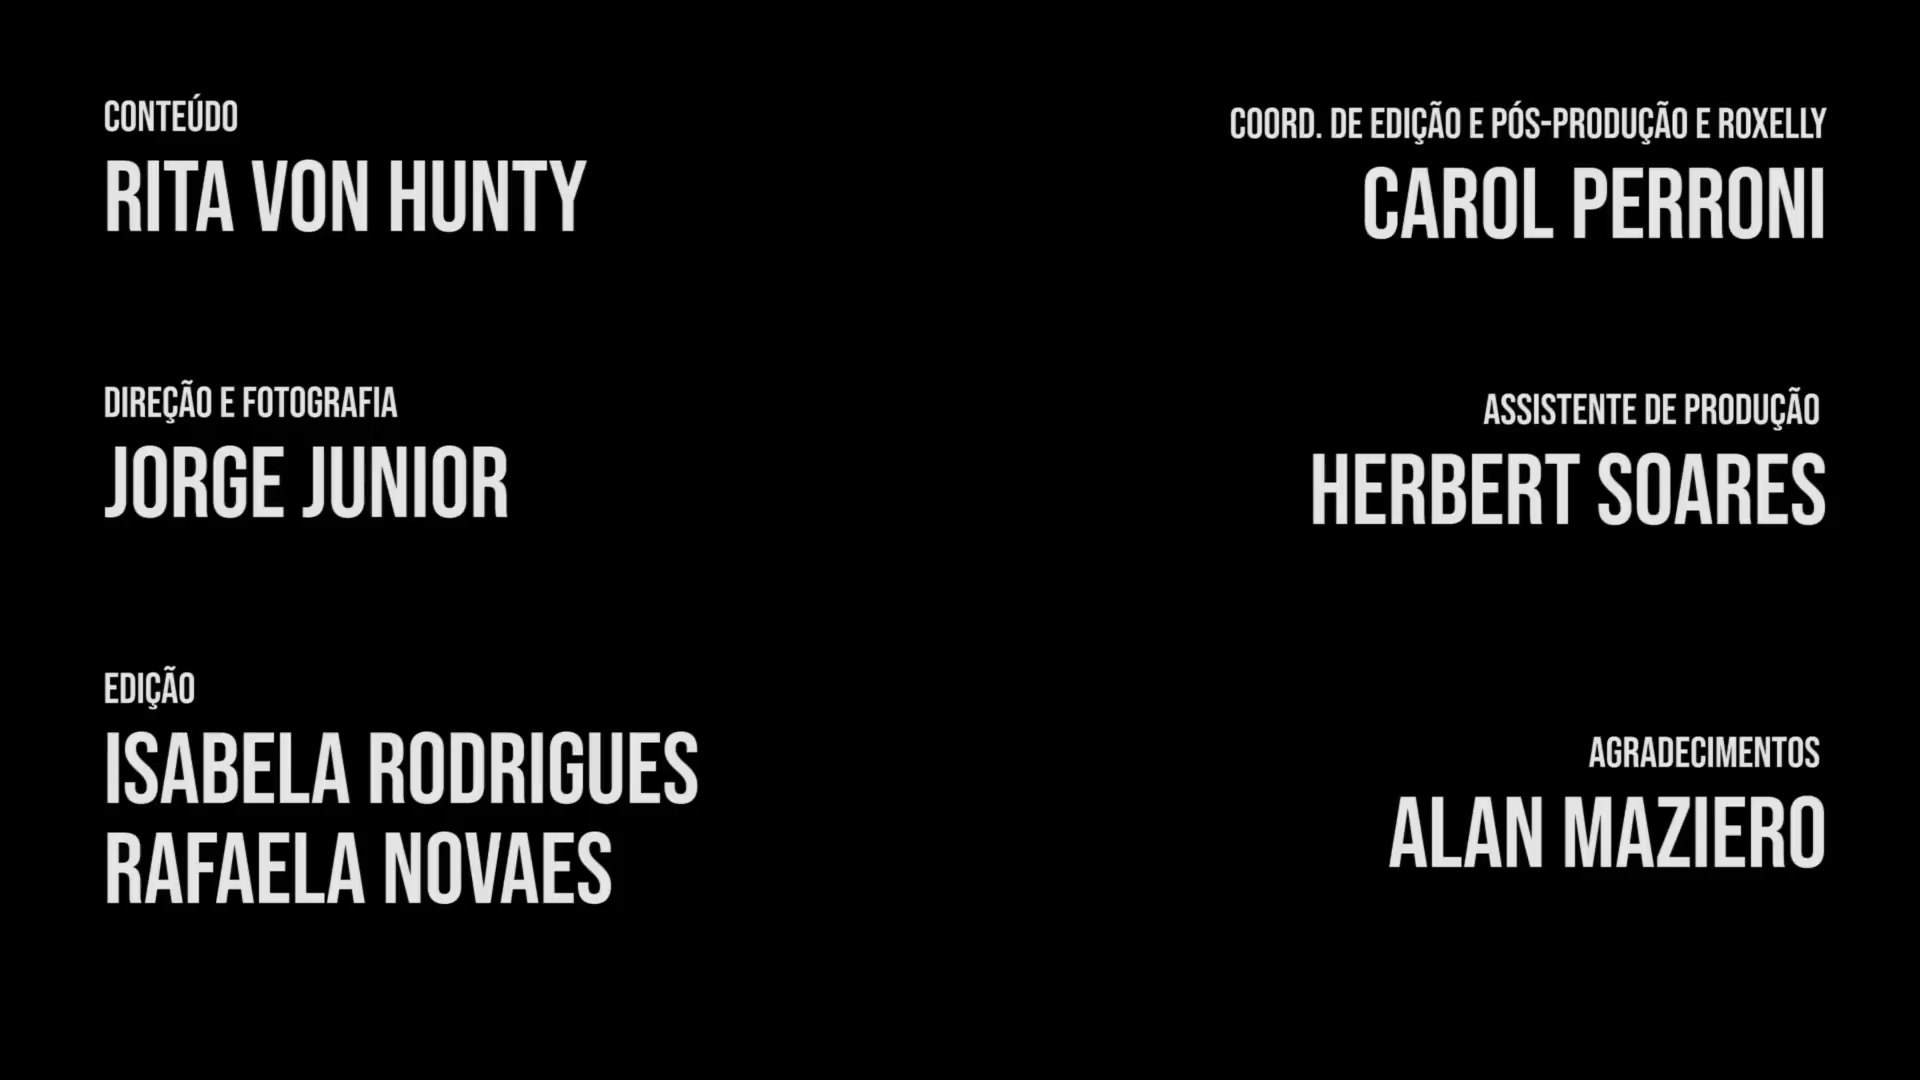 CONTEÚDO
RITA VON HUNTY
DIREÇÃO E FOTOGRAFIA
JORGE JUNIOR
EDIÇÃO
ISABELA RODRIGUES
RAFAELA NOVAES
COORD. DE EDIÇÃO E PÓS-PRODUÇÃO E ROXELLY
CAROL PERRONI
ASSISTENTE DE PRODUÇÃO
HERBERT SOARES
AGRADECIMENTOS
ALAN MAZIERO